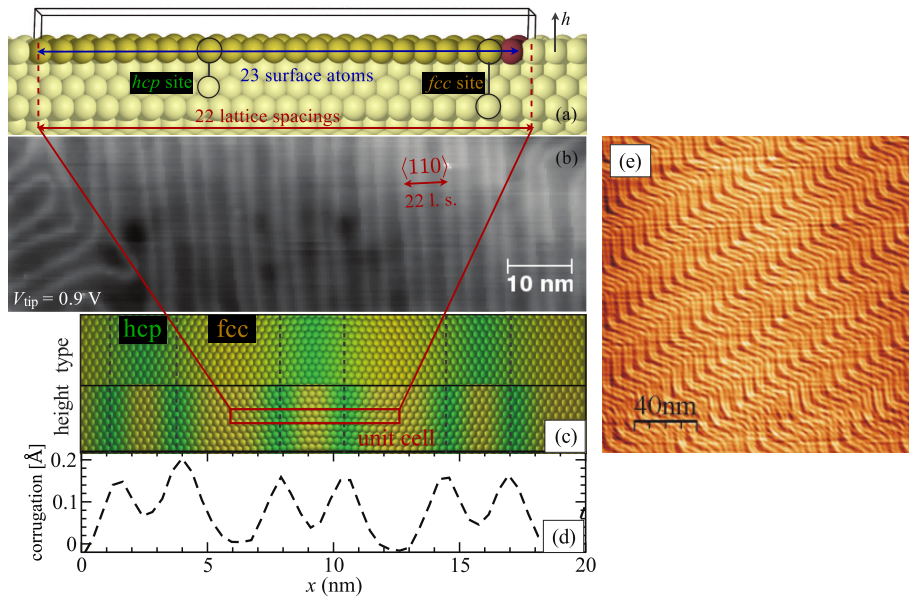 h
23 surface atoms
hcp site
fcc site
22 lattice spacings
(a)
(b)
⟨110⟩
22 l. s.
10 nm
V_tip = 0.9 V
(e)
40nm
hcp
fcc
type
height
unit cell
(c)
corrugation [Å]
0.2
0.1
0
t
(d)
0 5 10 15 20
x (nm)